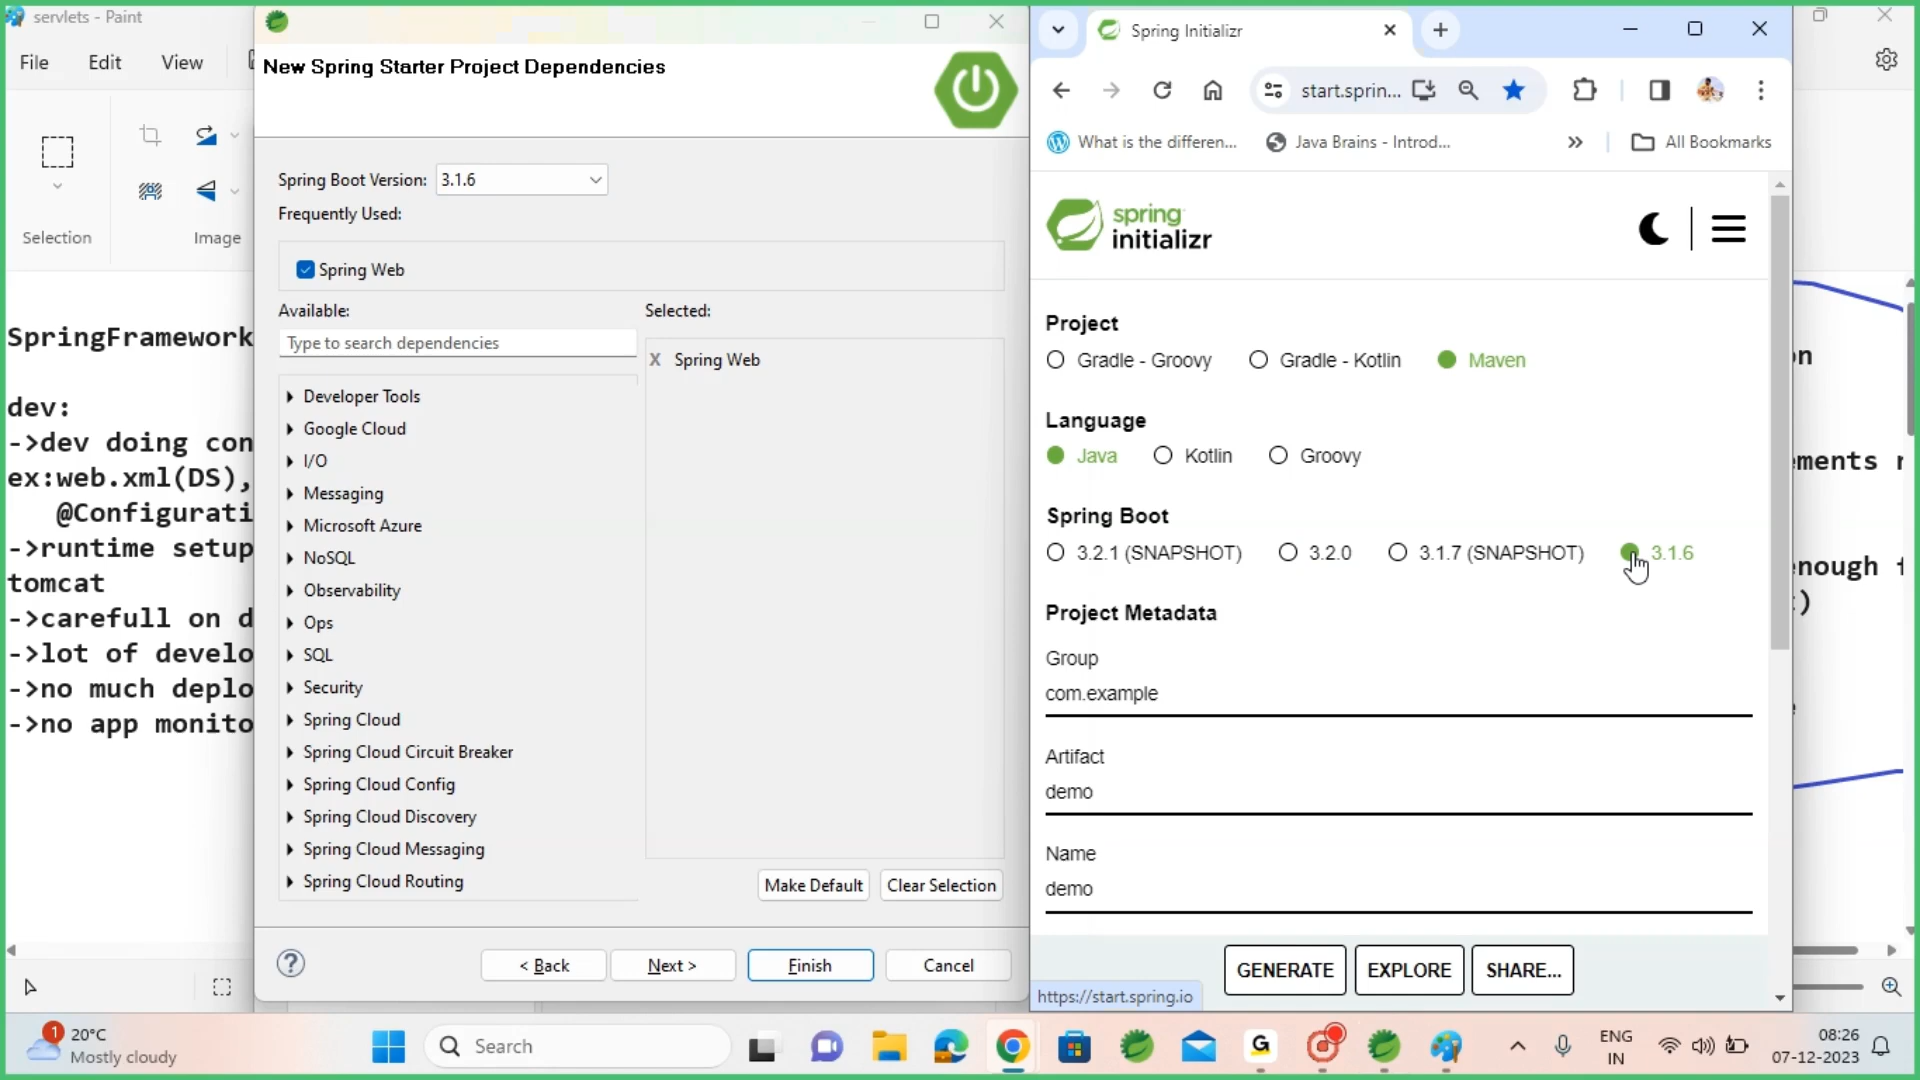 servlets - Paint
File
Edit
View
Selection
Image
SpringFramework
dev:
->dev doing con
ex:web.xml(DS),
@Configurati
->runtime setup
tomcat
->carefull on d
->lot of develo
->no much deplo
->no app monito
New Spring Starter Project Dependencies
Spring Boot Version:
3.1.6
Frequently Used:
Spring Web
Available:
Selected:
Type to search dependencies
X Spring Web
Developer Tools
Google Cloud
I/O
Messaging
Microsoft Azure
NoSQL
Observability
Ops
SQL
Security
Spring Cloud
Spring Cloud Circuit Breaker
Spring Cloud Config
Spring Cloud Discovery
Spring Cloud Messaging
Spring Cloud Routing
Make Default
Clear Selection
?
< Back
Next >
Finish
Cancel
Spring Initializr
start.sprin...
What is the differen...
Java Brains - Introd...
All Bookmarks
spring
initializr
Project
Gradle - Groovy
Gradle - Kotlin
Maven
Language
Java
Kotlin
Groovy
Spring Boot
3.2.1 (SNAPSHOT)
3.2.0
3.1.7 (SNAPSHOT)
3.1.6
Project Metadata
Group
com.example
Artifact
demo
Name
demo
GENERATE
EXPLORE
SHARE...
https://start.spring.io
on
ements r
enough f
)
1
20°C
Mostly cloudy
Search
G
ENG
IN
08:26
07-12-2023